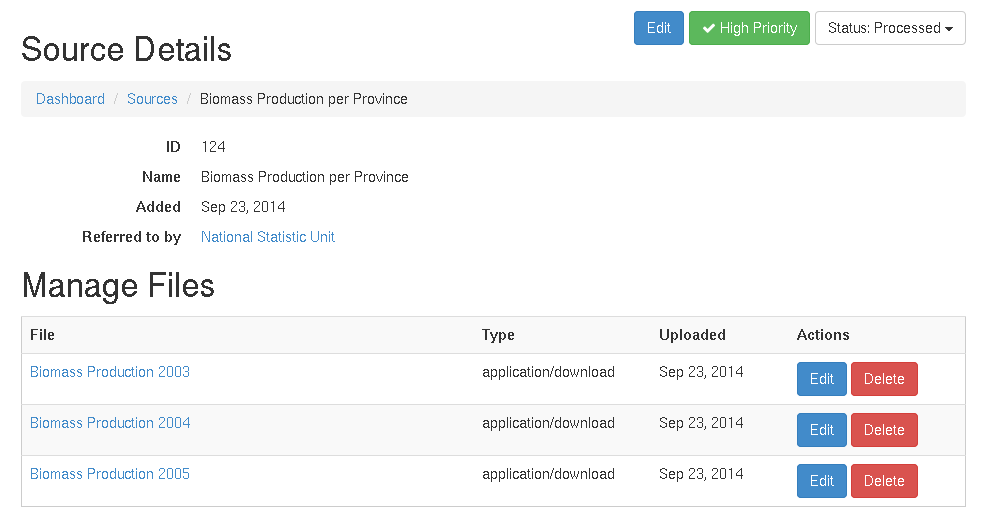 Edit High Priority Status: Processed
Source Details
Dashboard / Sources / Biomass Production per Province
ID 124
Name Biomass Production per Province
Added Sep 23, 2014
Referred to by National Statistic Unit
Manage Files
File Type Uploaded Actions
Biomass Production 2003 application/download Sep 23, 2014 Edit Delete
Biomass Production 2004 application/download Sep 23, 2014 Edit Delete
Biomass Production 2005 application/download Sep 23, 2014 Edit Delete